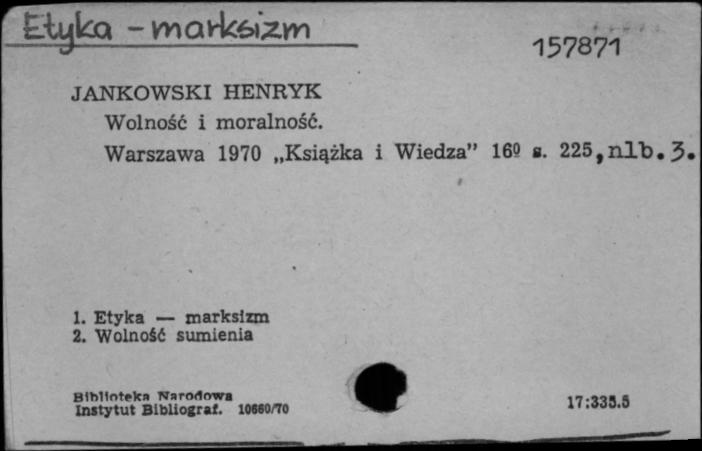 Etyka - marksizm
157871
JANKOWSKI HENRYK
Wolność i moralność.
Warszawa 1970 „Książka i Wiedza” 16º s. 225, nlb. 3.
1. Etyka — marksizm
2. Wolność sumienia
Biblioteka Narodowa
Instytut Bibliograf. 10660/70
17:335.5